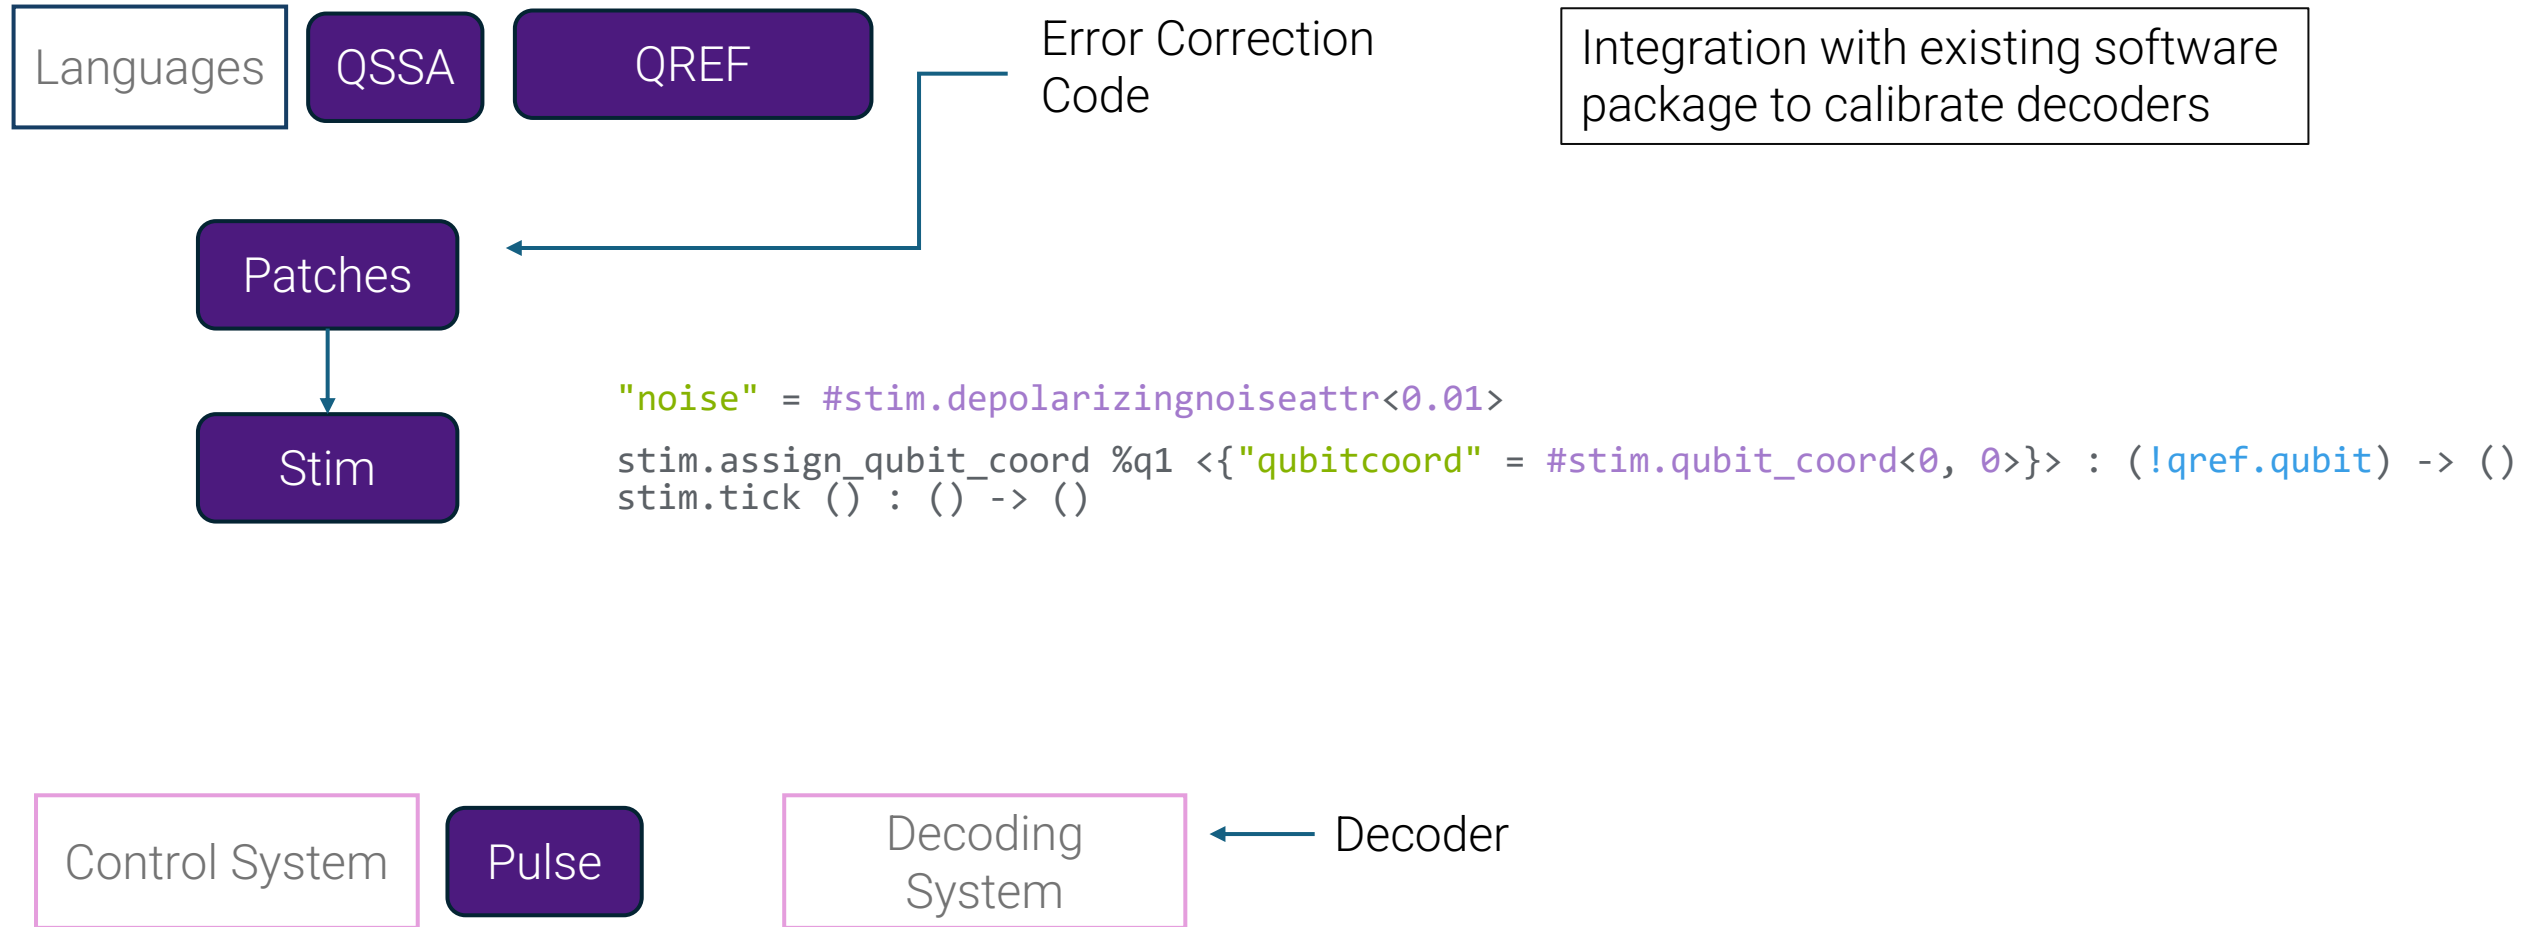 Languages
QSSA
QREF
Error Correction
Code
Integration with existing software
package to calibrate decoders
Patches
Stim
"noise" = #stim.depolarizingnoiseattr<0.01>
stim.assign_qubit_coord %q1 <{"qubitcoord" = #stim.qubit_coord<0, 0>}> : (!qref.qubit) -> ()
stim.tick () : () -> ()
Control System
Pulse
Decoding
System
Decoder